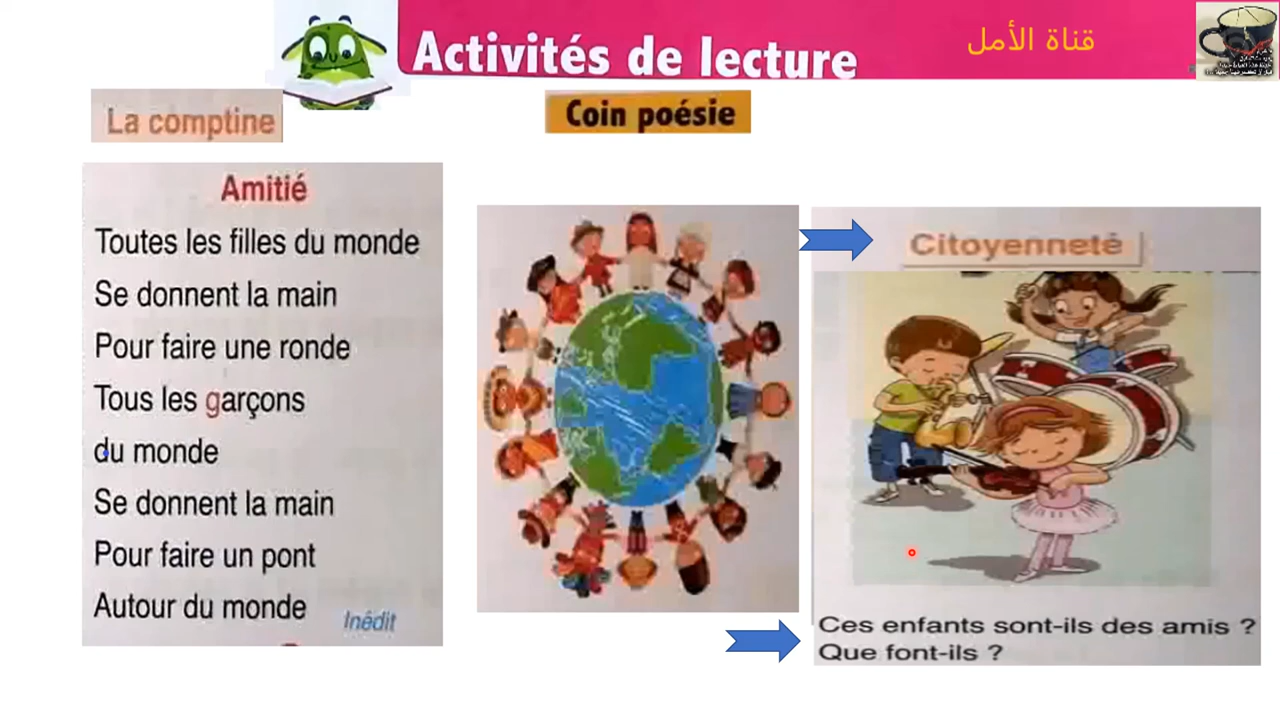 Activités de lecture
قناة الأمل
La comptine
Coin poésie
Amitié
Toutes les filles du monde
Se donnent la main
Pour faire une ronde
Tous les garçons
du monde
Se donnent la main
Pour faire un pont
Autour du monde
Inédit
Citoyenneté
Ces enfants sont-ils des amis ?
Que font-ils ?